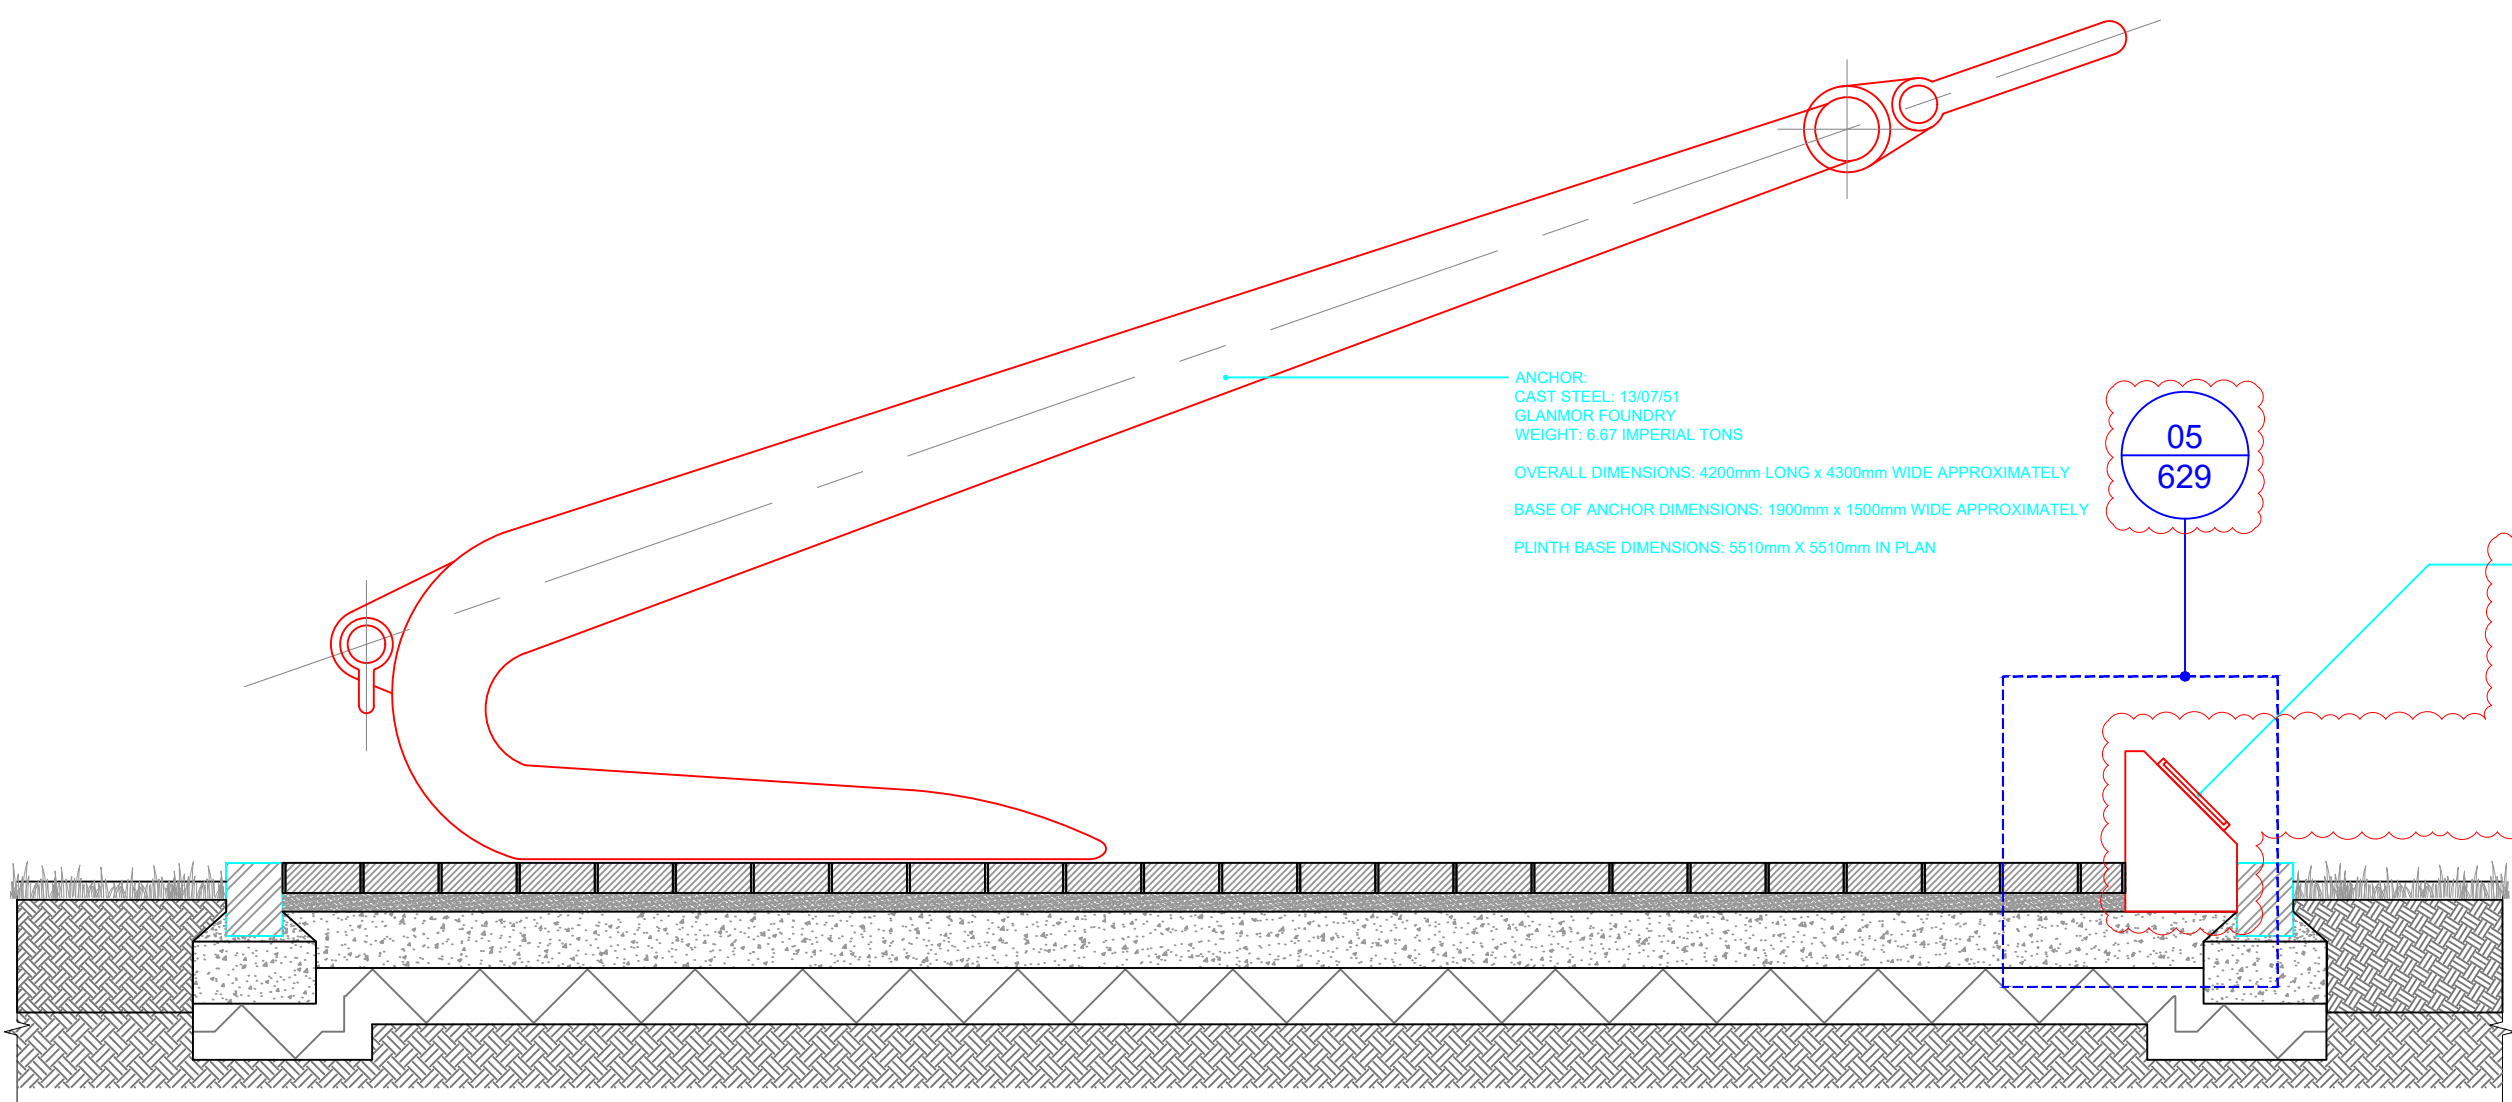 ANCHOR:
CAST STEEL: 13/07/51
GLANMOR FOUNDRY
WEIGHT: 6.67 IMPERIAL TONS
OVERALL DIMENSIONS: 4200mm LONG x 4300mm WIDE APPROXIMATELY
BASE OF ANCHOR DIMENSIONS: 1900mm x 1500mm WIDE APPROXIMATELY
PLINTH BASE DIMENSIONS: 5510mm X 5510mm IN PLAN
05
629